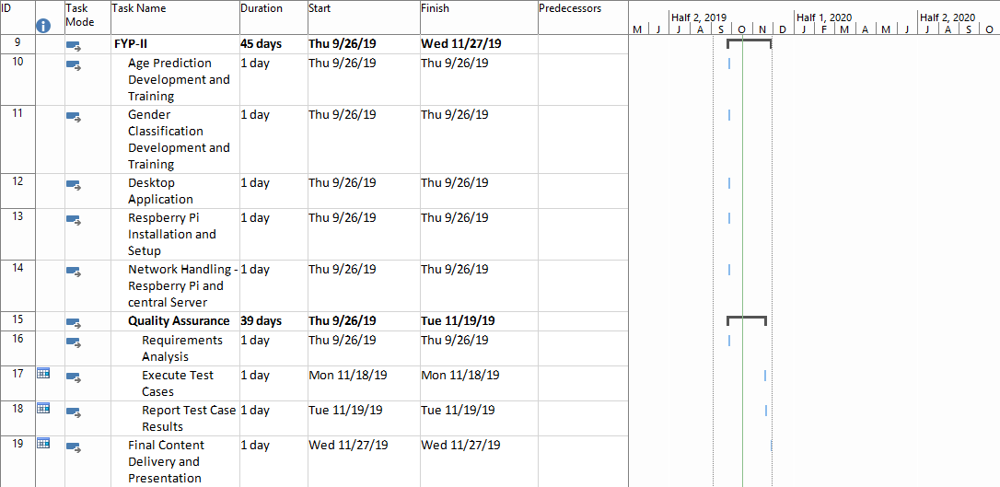 ID Task Mode Task Name Duration Start Finish Predecessors
Half 2, 2019 Half 1, 2020 Half 2, 2020
M J J A S O N D J F M A M J J A S O
9 FYP-II 45 days Thu 9/26/19 Wed 11/27/19
10 Age Prediction 1 day Thu 9/26/19 Thu 9/26/19
Development and
Training
11 Gender 1 day Thu 9/26/19 Thu 9/26/19
Classification
Development and
Training
12 Desktop 1 day Thu 9/26/19 Thu 9/26/19
Application
13 Respberry Pi 1 day Thu 9/26/19 Thu 9/26/19
Installation and
Setup
14 Network Handling - 1 day Thu 9/26/19 Thu 9/26/19
Respberry Pi and
central Server
15 Quality Assurance 39 days Thu 9/26/19 Tue 11/19/19
16 Requirements 1 day Thu 9/26/19 Thu 9/26/19
Analysis
17 Execute Test 1 day Mon 11/18/19 Mon 11/18/19
Cases
18 Report Test Case 1 day Tue 11/19/19 Tue 11/19/19
Results
19 Final Content 1 day Wed 11/27/19 Wed 11/27/19
Delivery and
Presentation